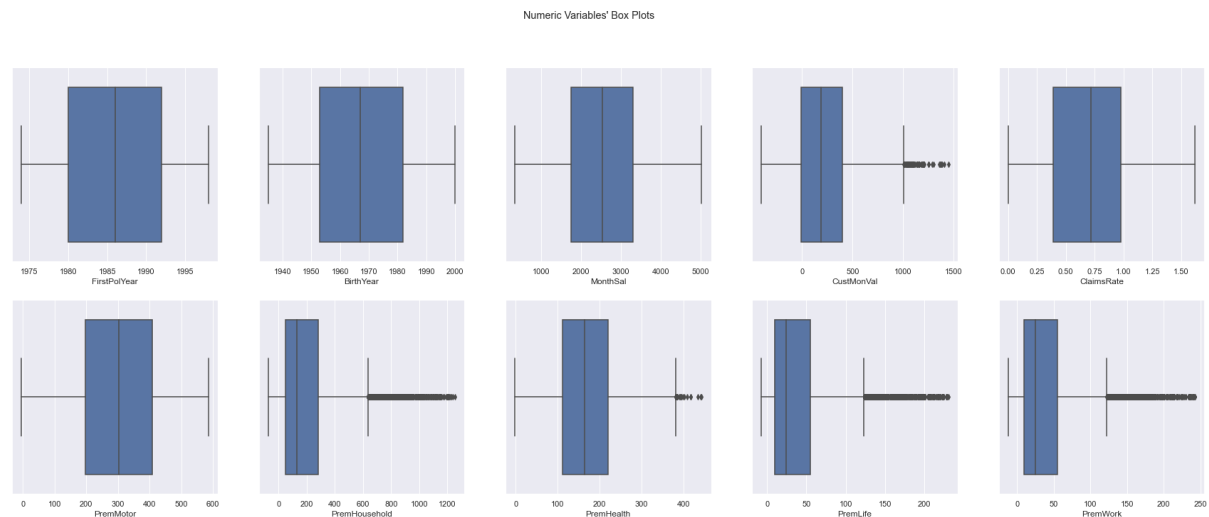 Numeric Variables' Box Plots
1975 1980 1985 1990 1995
FirstPolYear
1940 1950 1960 1970 1980 1990 2000
BirthYear
1000 2000 3000 4000 5000
MonthSal
0 500 1000 1500
CustMonVal
0.00 0.25 0.50 0.75 1.00 1.25 1.50
ClaimsRate
0 100 200 300 400 500 600
PremMotor
0 200 400 600 800 1000 1200
PremHousehold
0 100 200 300 400
PremHealth
0 50 100 150 200
PremLife
0 50 100 150 200 250
PremWork